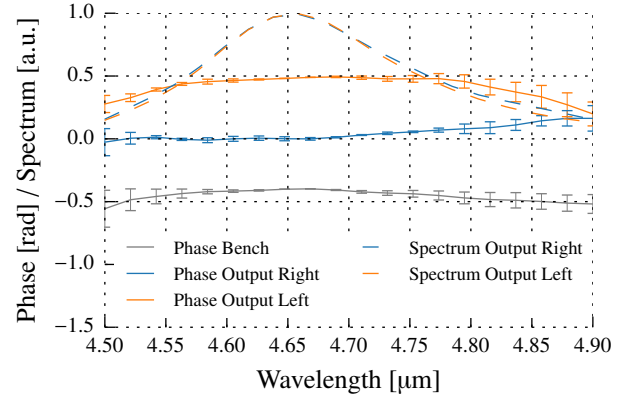 Phase [rad] / Spectrum [a.u.]
1.0
0.5
0.0
−0.5
−1.0
−1.5
Phase Bench
Phase Output Right
Phase Output Left
Spectrum Output Right
Spectrum Output Left
4.50 4.55 4.60 4.65 4.70 4.75 4.80 4.85 4.90
Wavelength [μm]